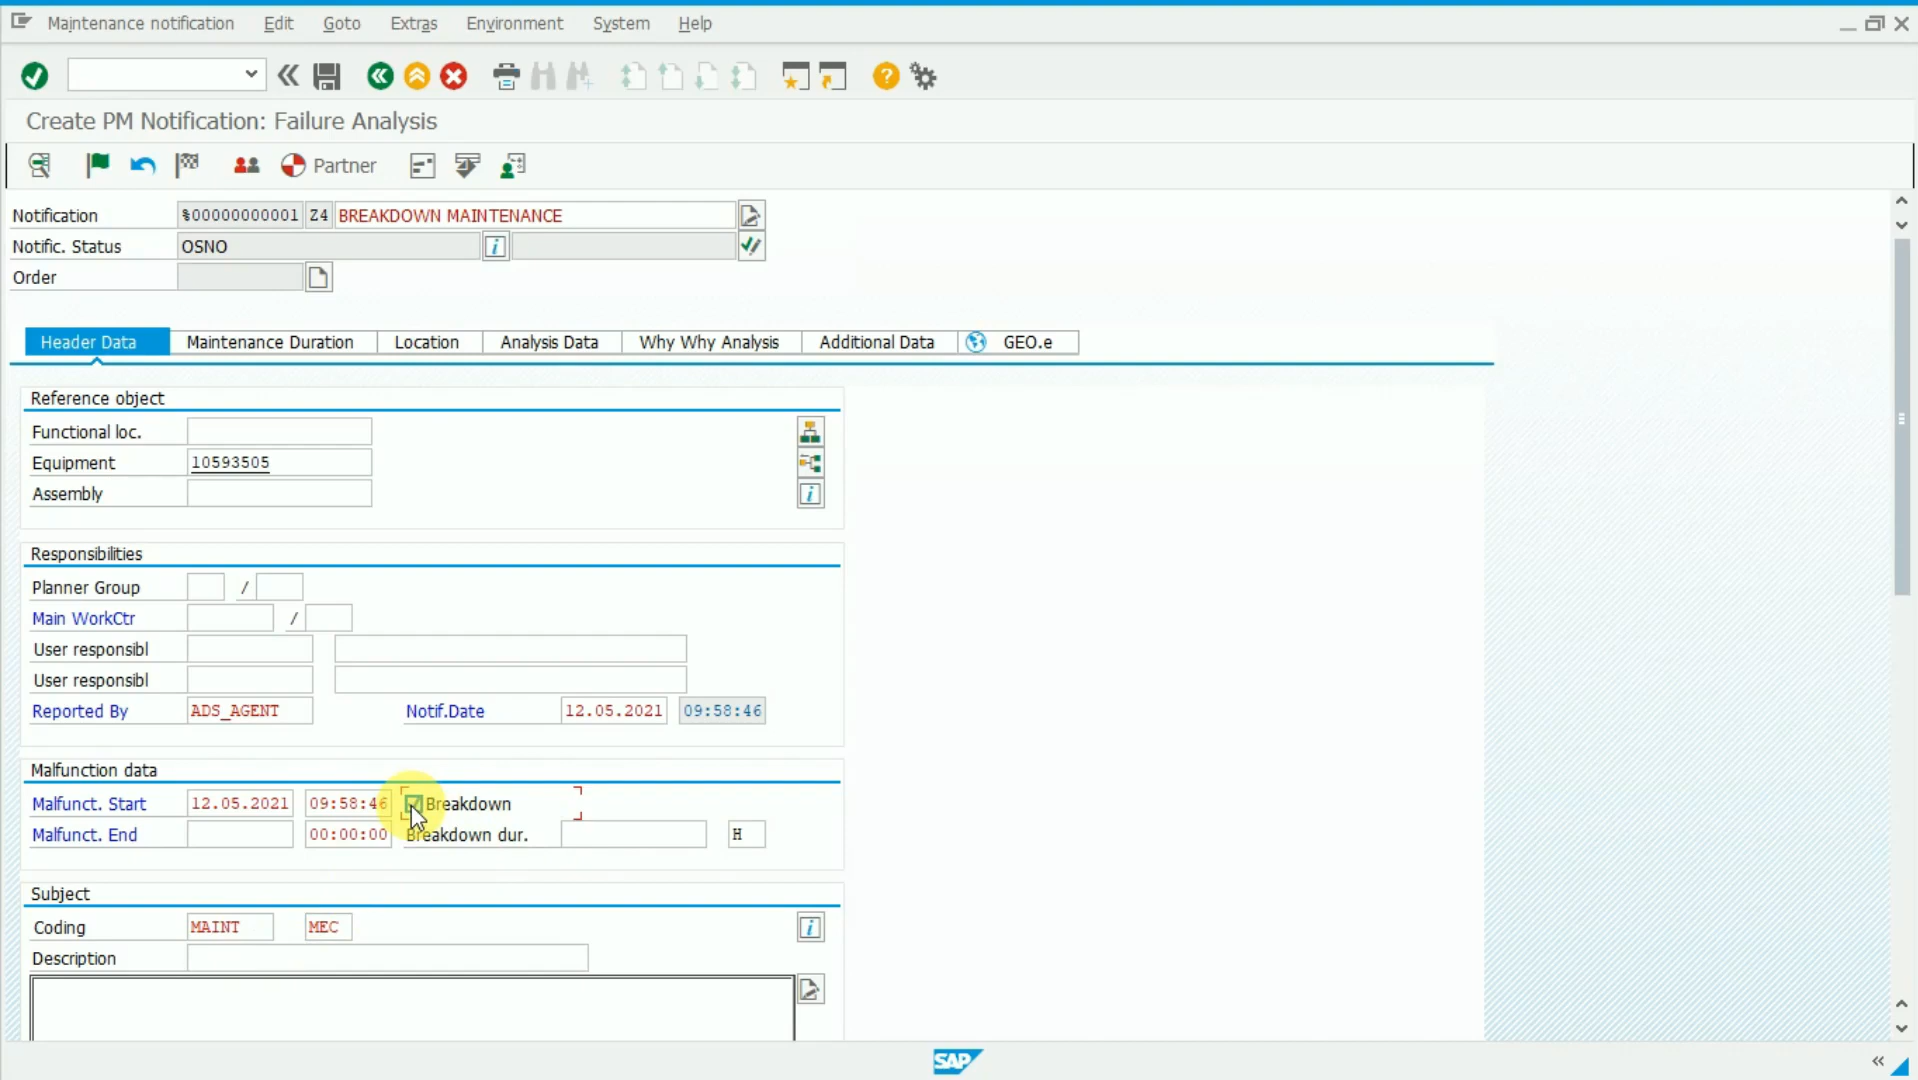 Maintenance notification Edit Goto Extras Environment System Help
Create PM Notification: Failure Analysis
Partner
Notification %00000000001 Z4 BREAKDOWN MAINTENANCE
Notific. Status OSNO
Order
Header Data Maintenance Duration Location Analysis Data Why Why Analysis Additional Data GEO.e
Reference object
Functional loc.
Equipment 10593505
Assembly
Responsibilities
Planner Group /
Main WorkCtr /
User responsibl
User responsibl
Reported By ADS_AGENT Notif.Date 12.05.2021 09:58:46
Malfunction data
Malfunct. Start 12.05.2021 09:58:46 Breakdown
Malfunct. End 00:00:00 Breakdown dur. H
Subject
Coding MAINT MEC
Description
SAP